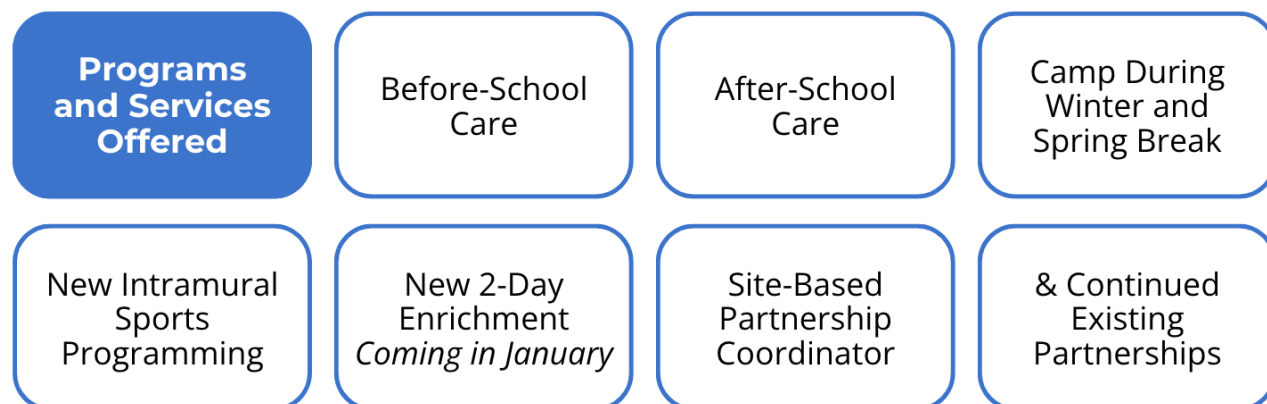 Programs
and Services
Offered
Before-School
Care
After-School
Care
Camp During
Winter and
Spring Break
New Intramural
Sports
Programming
New 2-Day
Enrichment
Coming in January
Site-Based
Partnership
Coordinator
& Continued
Existing
Partnerships